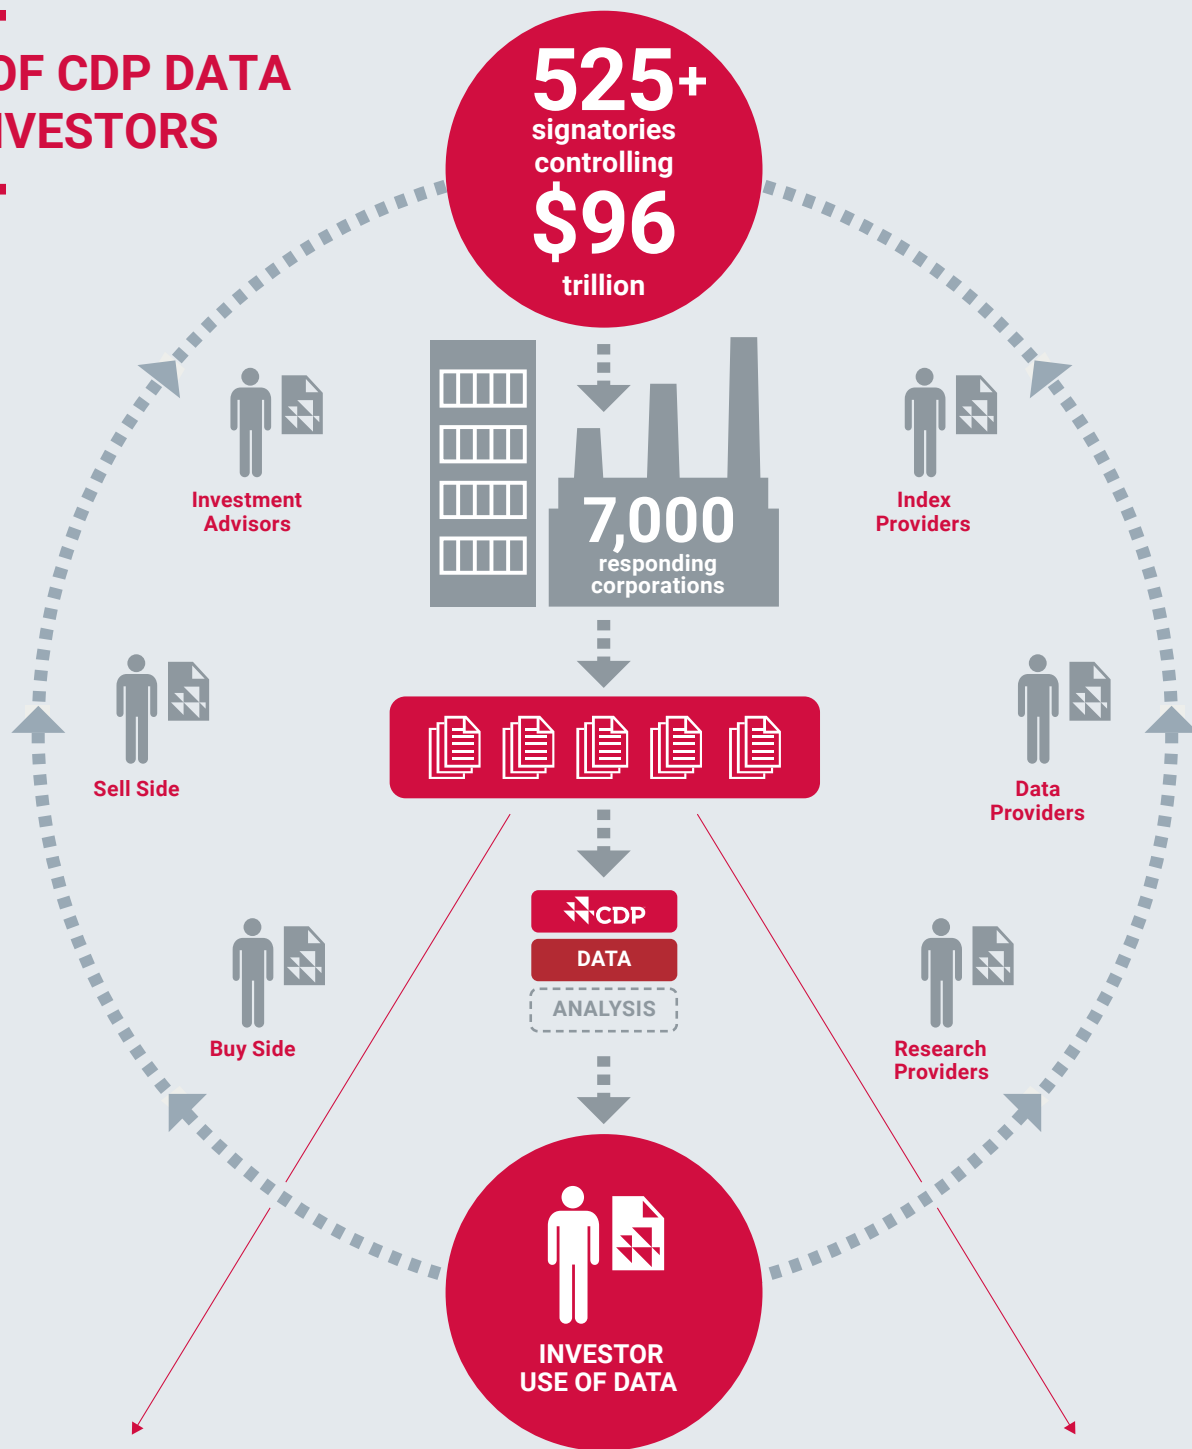 OF CDP DATA
NVESTORS
525+
signatories
controlling
$96
trillion
Investment
Advisors
Index
Providers
7,000
responding
corporations
Sell Side
Data
Providers
CDP
DATA
ANALYSIS
Buy Side
Research
Providers
INVESTOR
USE OF DATA